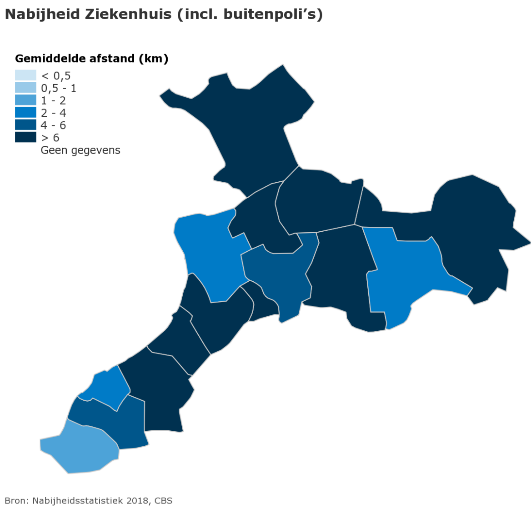 Nabijheid Ziekenhuis (incl. buitenpoli’s)
Gemiddelde afstand (km)
< 0,5
0,5 - 1
1 - 2
2 - 4
4 - 6
> 6
Geen gegevens
Bron: Nabijheidsstatistiek 2018, CBS